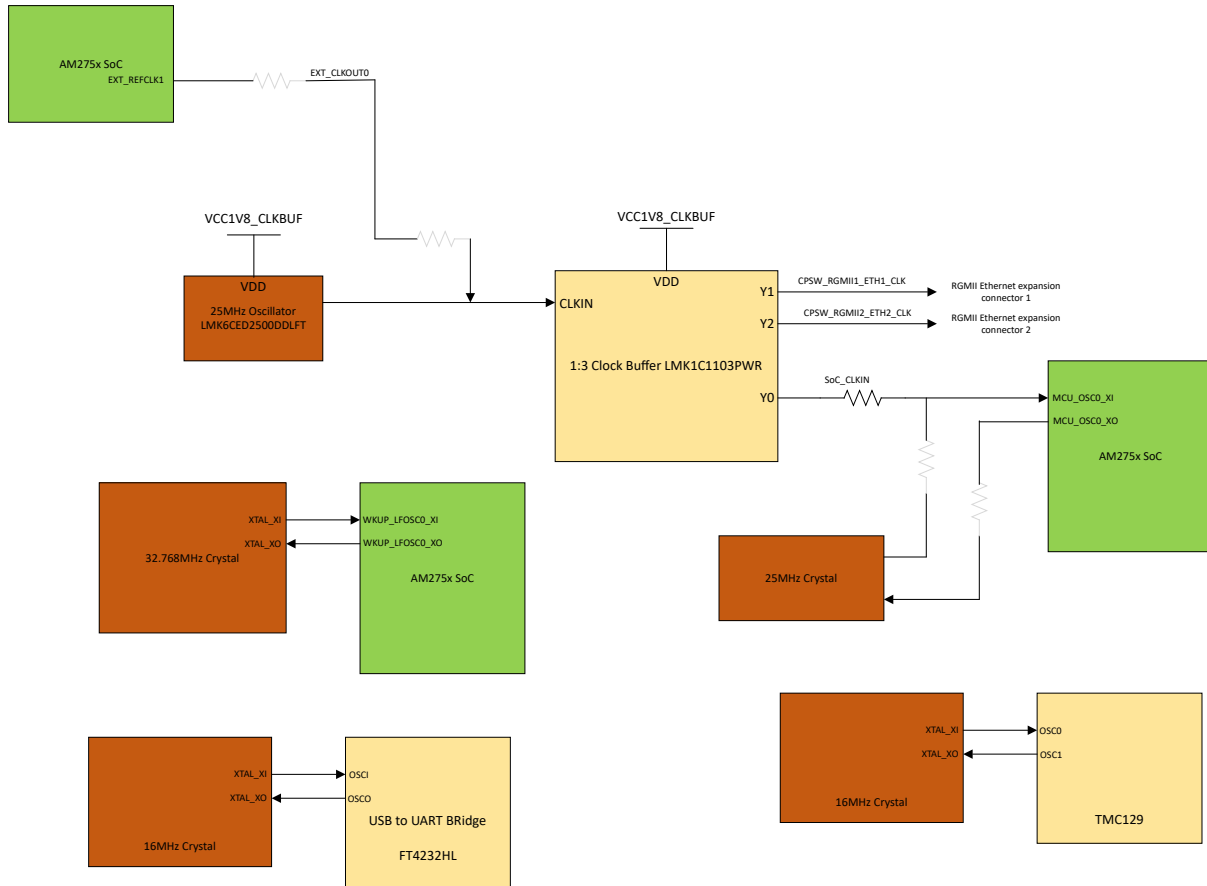 AM275x SoC
EXT_REFCLK1
EXT_CLKOUT0
VCC1V8_CLKBUF
VDD
25MHz Oscillator
LMK6CED2500DDLFT
VCC1V8_CLKBUF
VDD
CLKIN
1:3 Clock Buffer LMK1C1103PWR
Y1
Y2
Y0
CPSW_RGMII1_ETH1_CLK
RGMII Ethernet expansion
connector 1
CPSW_RGMII2_ETH2_CLK
RGMII Ethernet expansion
connector 2
SoC_CLKIN
MCU_OSC0_XI
MCU_OSC0_XO
AM275x SoC
25MHz Crystal
XTAL_XI
XTAL_XO
32.768MHz Crystal
WKUP_LFOSC0_XI
WKUP_LFOSC0_XO
AM275x SoC
XTAL_XI
XTAL_XO
16MHz Crystal
OSC0
OSC1
TMC129
XTAL_XI
XTAL_XO
16MHz Crystal
OSCI
OSCO
USB to UART BRidge
FT4232HL